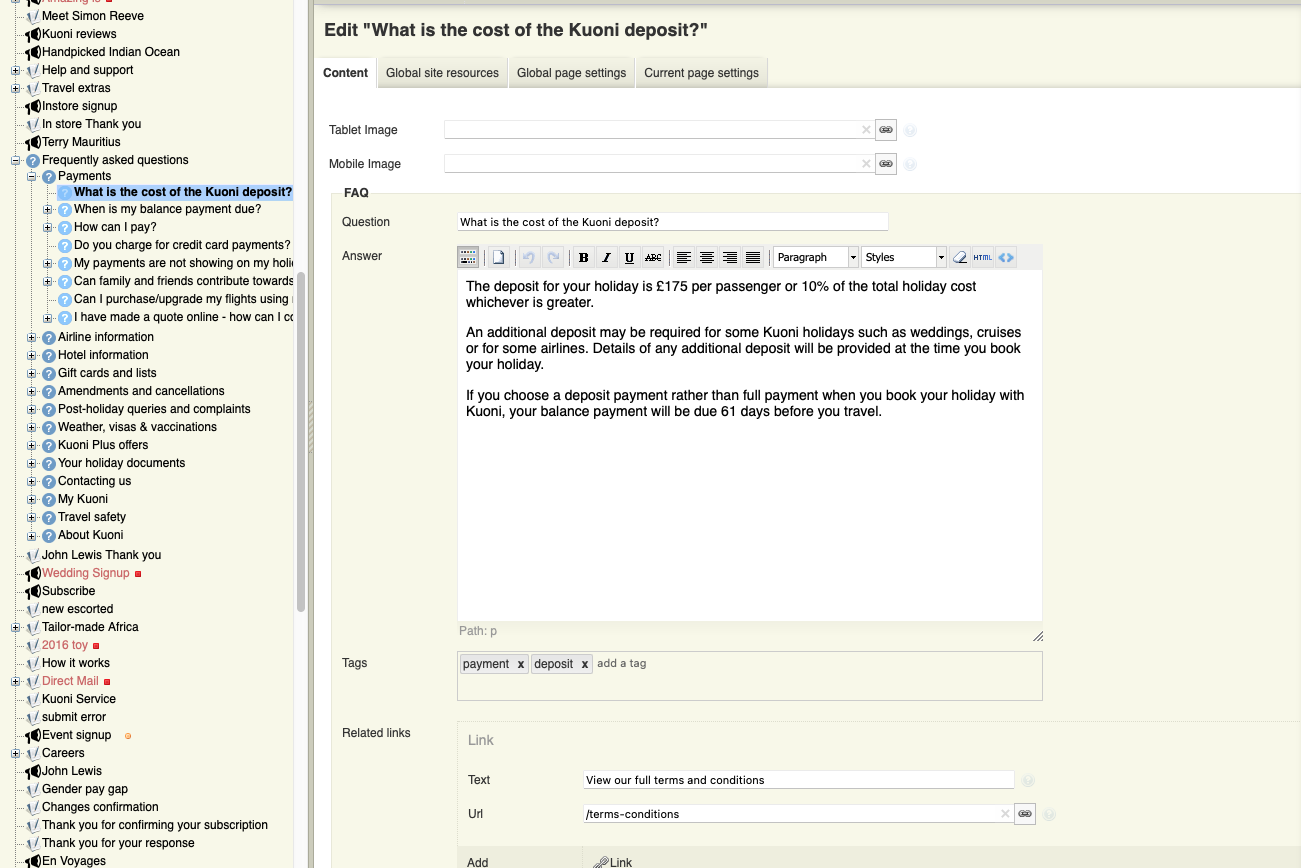 Amazing is
Meet Simon Reeve
Kuoni reviews
Handpicked Indian Ocean
Help and support
Travel extras
Instore signup
In store Thank you
Terry Mauritius
Frequently asked questions
Payments
What is the cost of the Kuoni deposit?
When is my balance payment due?
How can I pay?
Do you charge for credit card payments?
My payments are not showing on my
Can family and friends contribute towards
Can I purchase/upgrade my flights using
I have made a quote online - how can I
Airline information
Hotel information
Gift cards and lists
Amendments and cancellations
Post-holiday queries and complaints
Weather, visas & vaccinations
Kuoni Plus offers
Your holiday documents
Contacting us
My Kuoni
Travel safety
About Kuoni
John Lewis Thank you
Wedding Signup
Subscribe
new escorted
Tailor-made Africa
2016 toy
How it works
Direct Mail
Kuoni Service
submit error
Event signup
Careers
John Lewis
Gender pay gap
Changes confirmation
Thank you for confirming your subscription
Thank you for your response
En Voyages
Edit "What is the cost of the Kuoni deposit?"
Content Global site resources Global page settings Current page settings
Tablet Image
Mobile Image
FAQ
Question What is the cost of the Kuoni deposit?
Answer
B I U ABC Paragraph Styles HTML
The deposit for your holiday is £175 per passenger or 10% of the total holiday cost
whichever is greater.
An additional deposit may be required for some Kuoni holidays such as weddings, cruises
or for some airlines. Details of any additional deposit will be provided at the time you book
your holiday.
If you choose a deposit payment rather than full payment when you book your holiday with
Kuoni, your balance payment will be due 61 days before you travel.
Path: p
Tags payment x deposit x add a tag
Related links
Link
Text View our full terms and conditions
Url /terms-conditions
Add Link